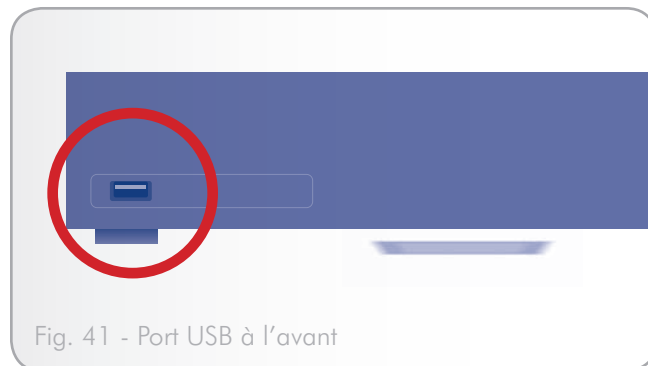 Fig. 41 - Port USB à l’avant